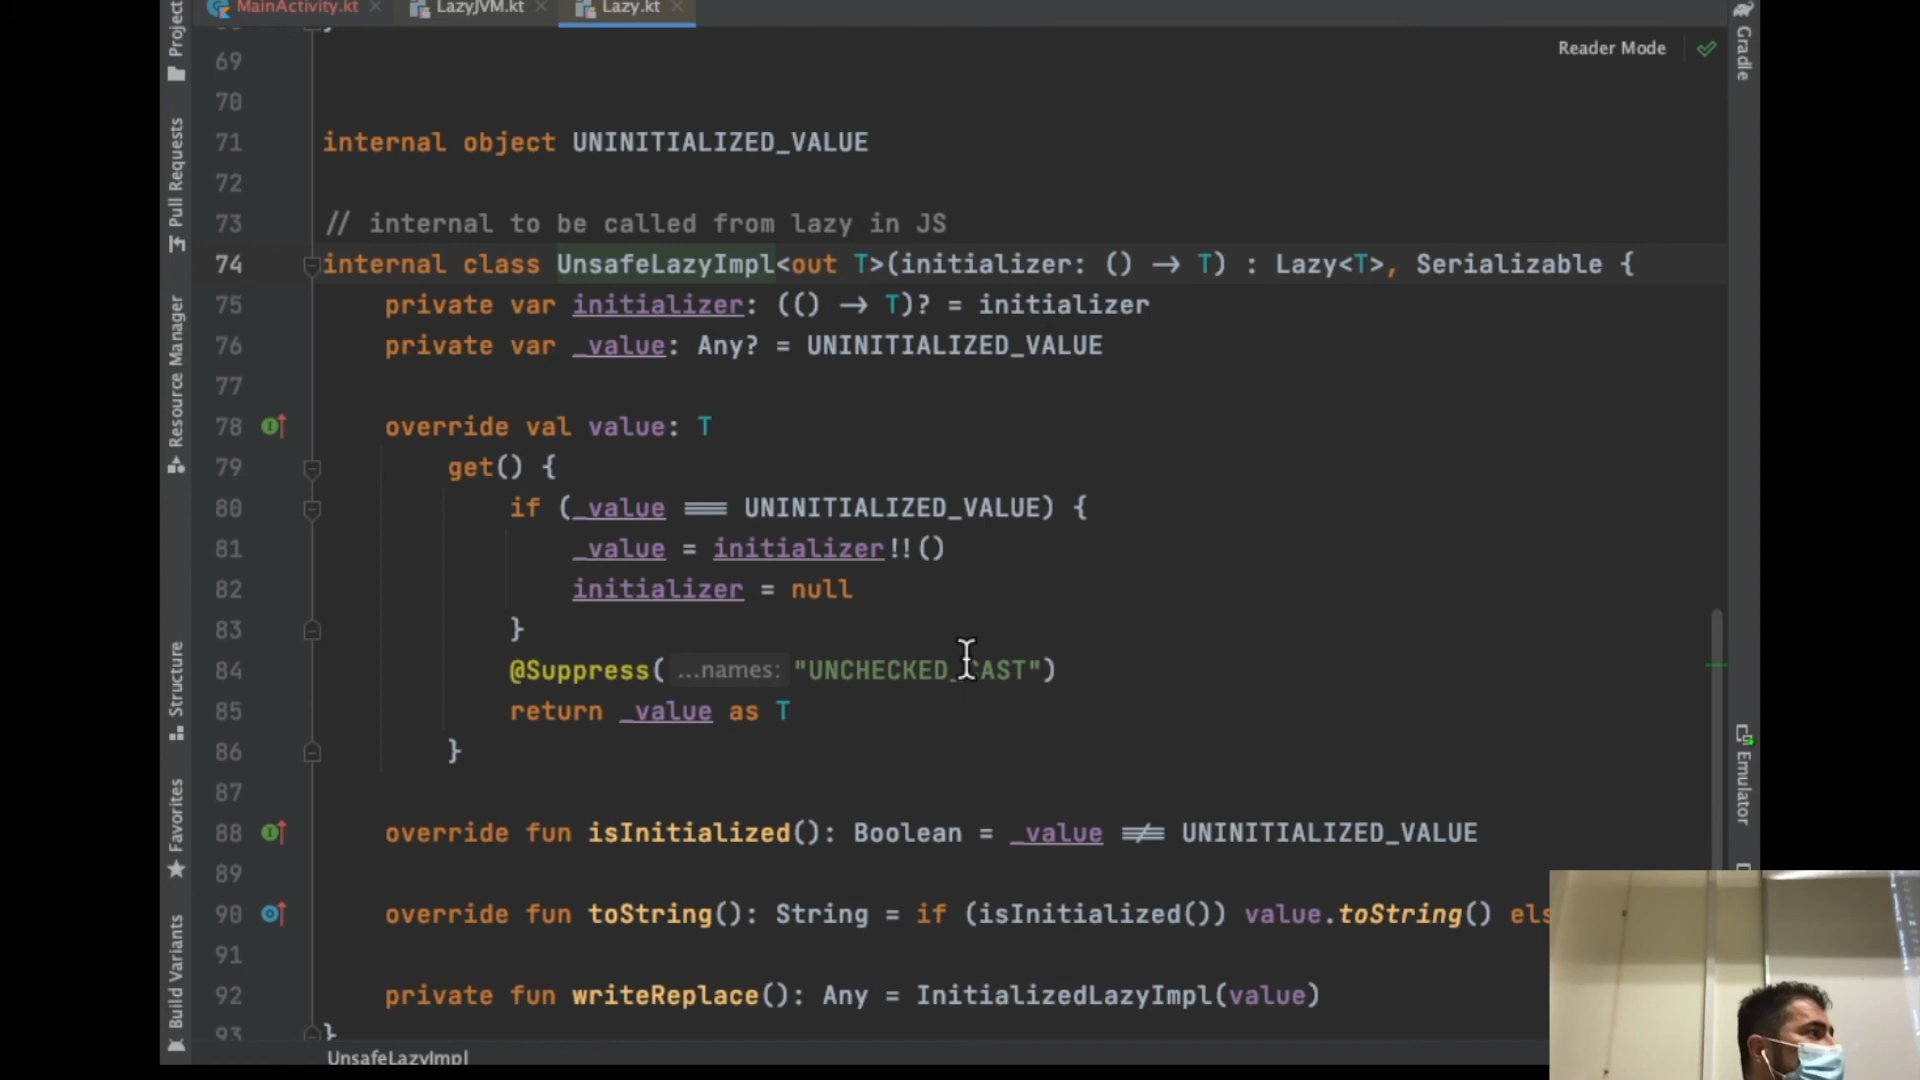 MainActivity.kt
LazyJVM.kt
Lazy.kt
Project
Pull Requests
Resource Manager
Structure
Favorites
Build Variants
Reader Mode
Gradle
Emulator
69
70
71 internal object UNINITIALIZED_VALUE
72
73 // internal to be called from lazy in JS
74 internal class UnsafeLazyImpl<out T>(initializer: () -> T) : Lazy<T>, Serializable {
75 private var initializer: (() -> T)? = initializer
76 private var _value: Any? = UNINITIALIZED_VALUE
77
78 override val value: T
79 get() {
80 if (_value === UNINITIALIZED_VALUE) {
81 _value = initializer!!()
82 initializer = null
83 }
84 @Suppress( ...names: "UNCHECKED_CAST")
85 return _value as T
86 }
87
88 override fun isInitialized(): Boolean = _value !== UNINITIALIZED_VALUE
89
90 override fun toString(): String = if (isInitialized()) value.toString() els
91
92 private fun writeReplace(): Any = InitializedLazyImpl(value)
93 }
UnsafeLazyImpl